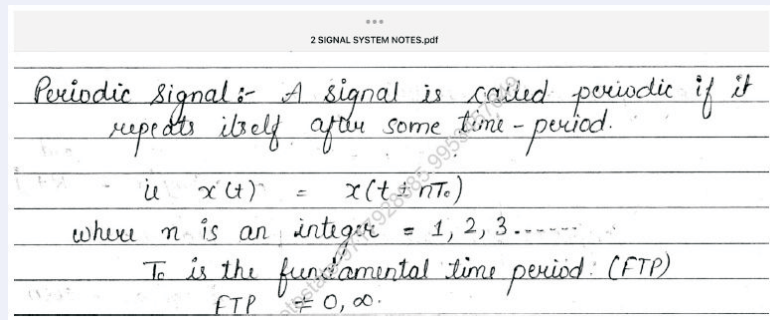 2 SIGNAL SYSTEM NOTES.pdf
Periodic Signal :- A signal is called periodic if it
repeats itself after some time-period.
ie x(t) = x(t ± nT₀)
where n is an integer = 1, 2, 3 ------
T₀ is the fundamental time period: (FTP)
FTP ≠ 0, ∞.